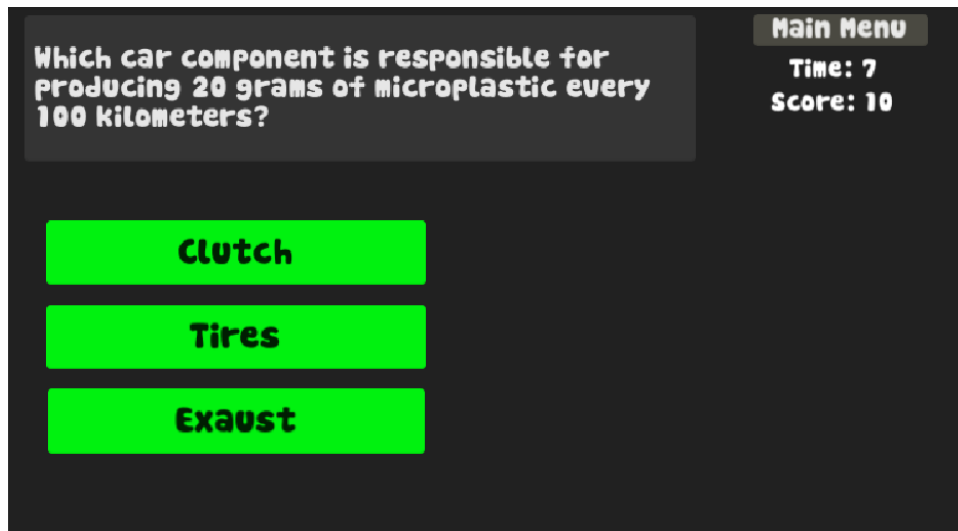 Which car component is responsible for
producing 20 grams of microplastic every
100 kilometers?
Main Menu
Time: 7
Score: 10
Clutch
Tires
Exaust